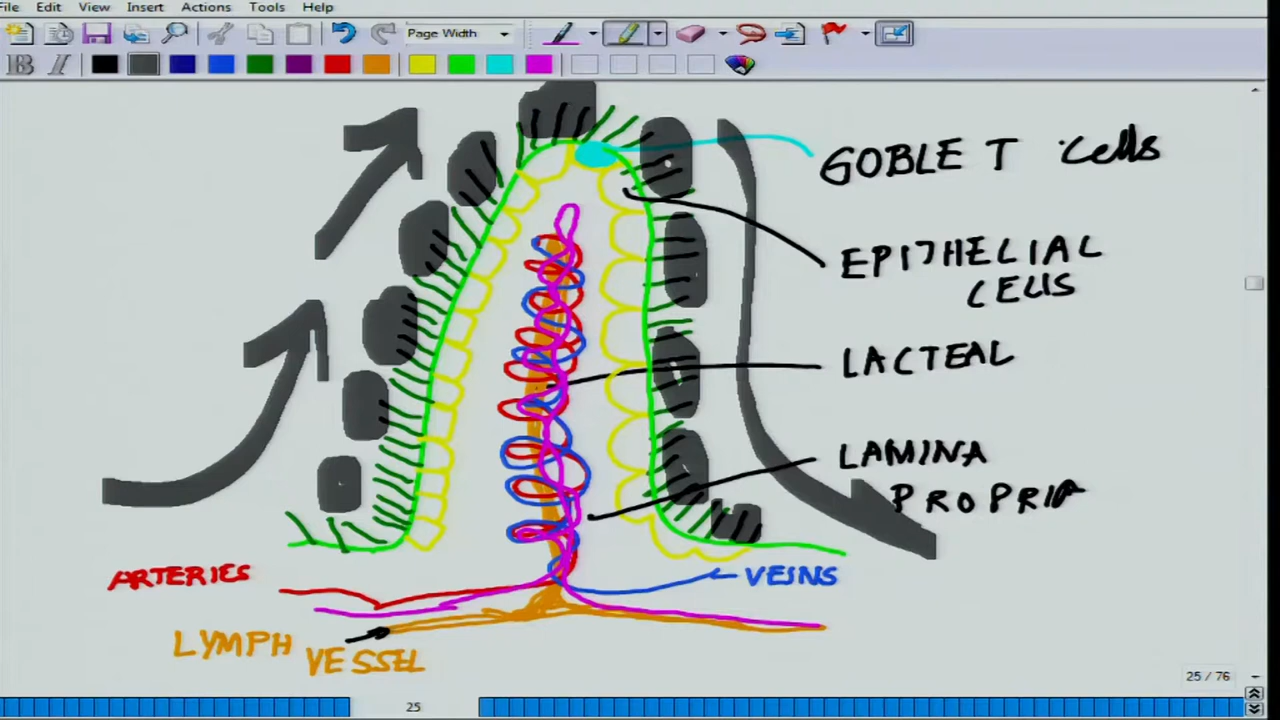 File Edit View Insert Actions Tools Help
Page Width
B I
GOBLET cells
EPITHELIAL
CELLS
LACTEAL
LAMINA
PROPRIA
ARTERIES
VEINS
LYMPH
VESSEL
25 / 76
25